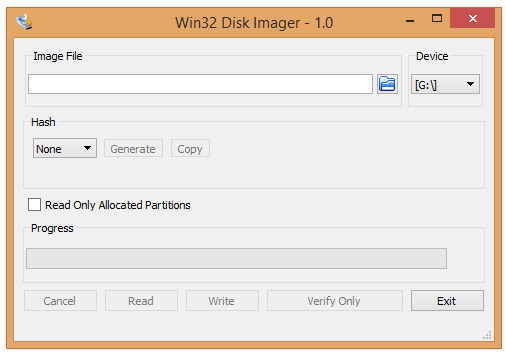 Win32 Disk Imager - 1.0
Image File
Device
[G:\]
Hash
None Generate Copy
Read Only Allocated Partitions
Progress
Cancel Read Write Verify Only Exit